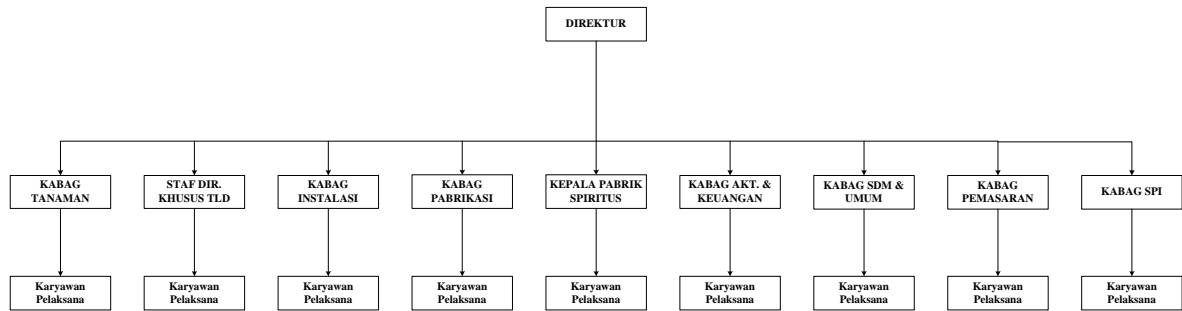 DIREKTUR
KABAG
TANAMAN
STAF DIR.
KHUSUS TLD
KABAG
INSTALASI
KABAG
PABRIKASI
KEPALA PABRIK
SPIRITUS
KABAG AKT. &
KEUANGAN
KABAG SDM &
UMUM
KABAG
PEMASARAN
KABAG SPI
Karyawan
Pelaksana
Karyawan
Pelaksana
Karyawan
Pelaksana
Karyawan
Pelaksana
Karyawan
Pelaksana
Karyawan
Pelaksana
Karyawan
Pelaksana
Karyawan
Pelaksana
Karyawan
Pelaksana